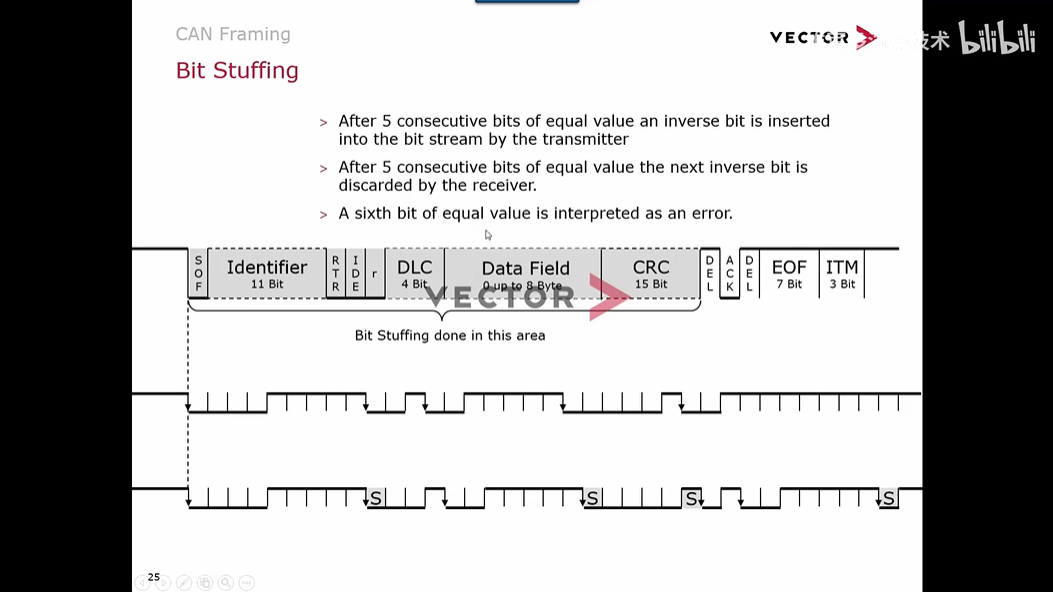 CAN Framing
VECTOR
技术
bilibili
Bit Stuffing
> After 5 consecutive bits of equal value an inverse bit is inserted
into the bit stream by the transmitter
> After 5 consecutive bits of equal value the next inverse bit is
discarded by the receiver.
> A sixth bit of equal value is interpreted as an error.
SOF
Identifier
11 Bit
RTR
IDE
r
DLC
4 Bit
Data Field
0 up to 8 Byte
CRC
15 Bit
DEL
ACK
DEL
EOF
7 Bit
ITM
3 Bit
VECTOR
Bit Stuffing done in this area
S
S
S
S
25